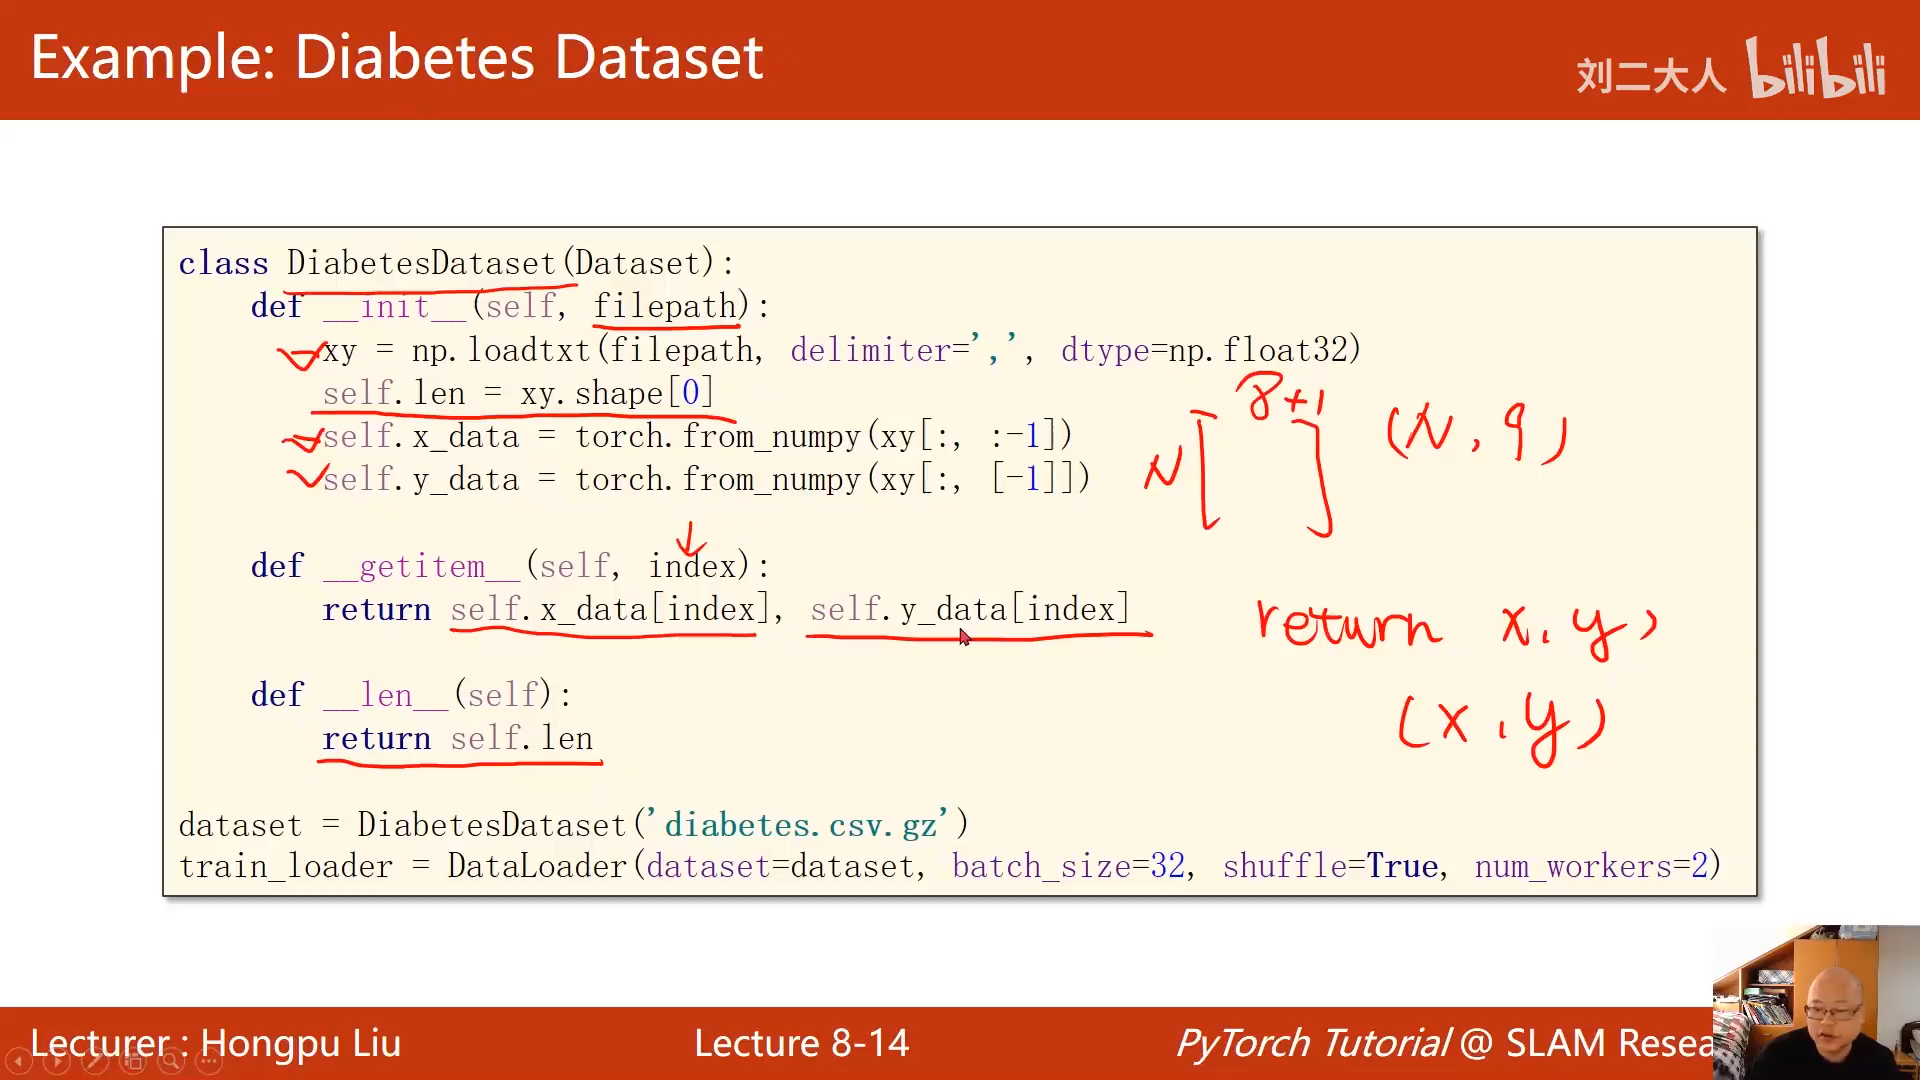 Example: Diabetes Dataset
刘二大人 bilibili
class DiabetesDataset(Dataset):
def __init__(self, filepath):
xy = np.loadtxt(filepath, delimiter=',', dtype=np.float32)
self.len = xy.shape[0]
self.x_data = torch.from_numpy(xy[:, :-1])
self.y_data = torch.from_numpy(xy[:, [-1]])
8+1
N
(N, 9)
def __getitem__(self, index):
return self.x_data[index], self.y_data[index]
return x, y,
(x, y)
def __len__(self):
return self.len
dataset = DiabetesDataset('diabetes.csv.gz')
train_loader = DataLoader(dataset=dataset, batch_size=32, shuffle=True, num_workers=2)
Lecturer : Hongpu Liu
Lecture 8-14
PyTorch Tutorial @ SLAM Resea